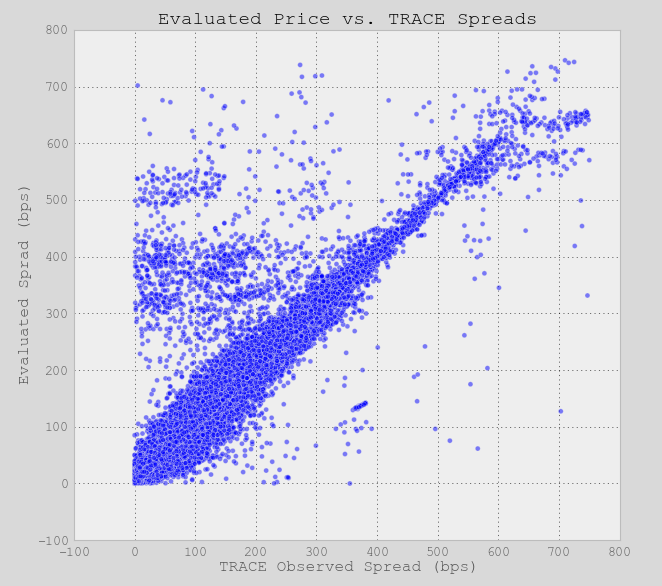 Evaluated Price vs. TRACE Spreads
800
700
600
500
400
300
200
100
0
−100
Evaluated Sprad (bps)
−100 0 100 200 300 400 500 600 700 800
TRACE Observed Spread (bps)